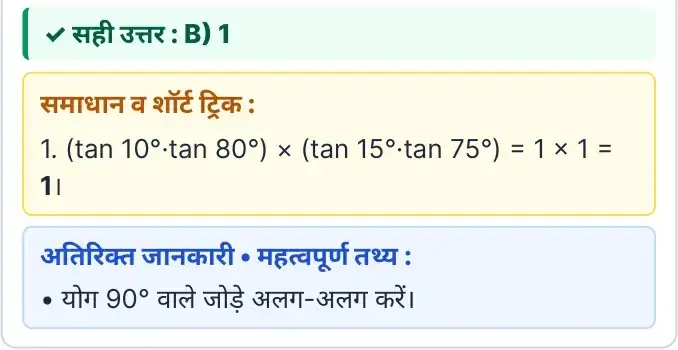 ✓ सही उत्तर : B) 1
समाधान व शॉर्ट ट्रिक :
1. (tan 10°·tan 80°) × (tan 15°·tan 75°) = 1 × 1 =
1।
अतिरिक्त जानकारी • महत्वपूर्ण तथ्य :
• योग 90° वाले जोड़े अलग-अलग करें।